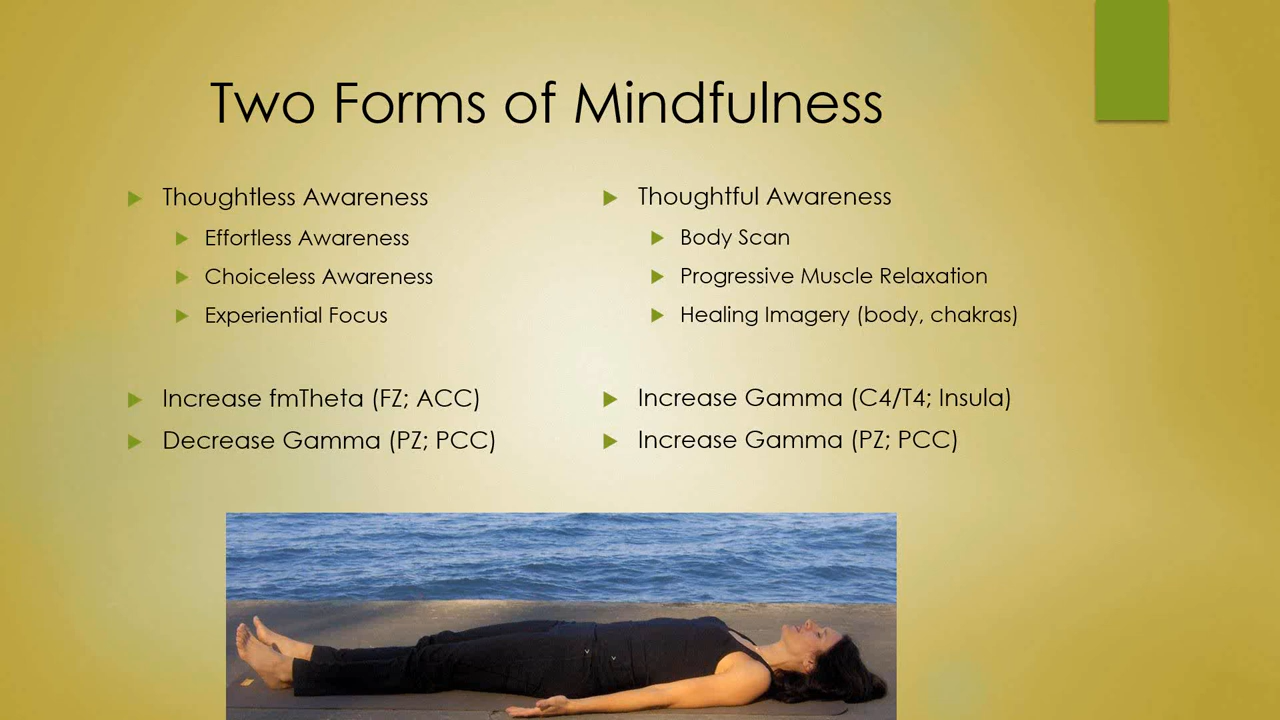 Two Forms of Mindfulness
Thoughtless Awareness
Effortless Awareness
Choiceless Awareness
Experiential Focus
Increase fmTheta (FZ; ACC)
Decrease Gamma (PZ; PCC)
Thoughtful Awareness
Body Scan
Progressive Muscle Relaxation
Healing Imagery (body, chakras)
Increase Gamma (C4/T4; Insula)
Increase Gamma (PZ; PCC)